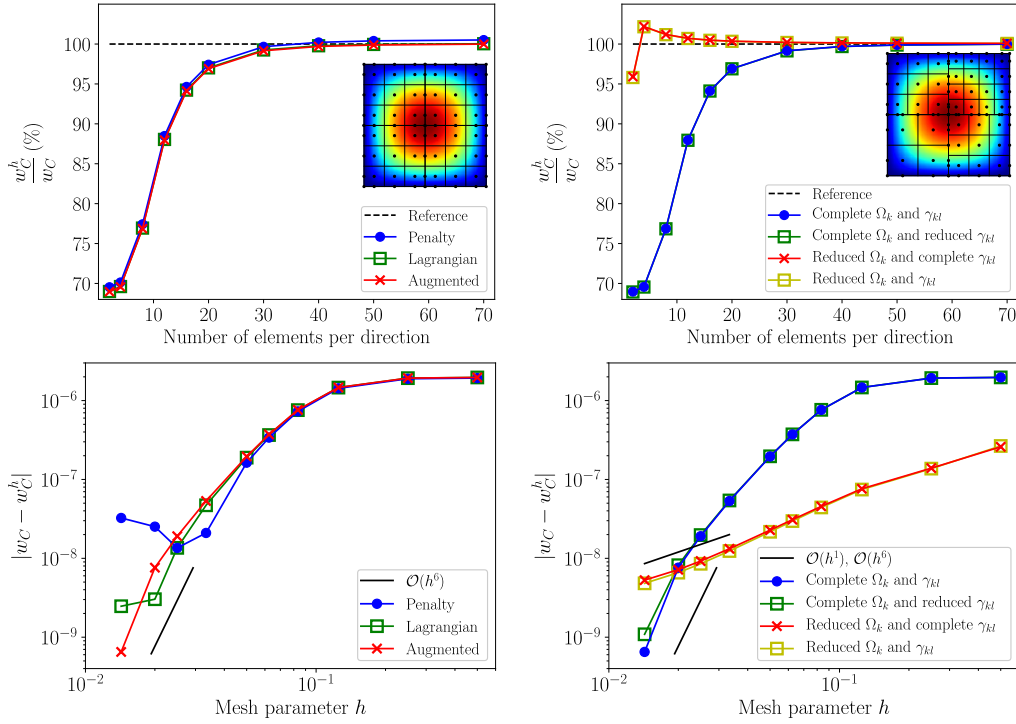 100
95
90
85
80
75
70
w_C^h / w_C (%)
10 20 30 40 50 60 70
Number of elements per direction
Reference
Penalty
Lagrangian
Augmented
100
95
90
85
80
75
70
w_C^h / w_C (%)
10 20 30 40 50 60 70
Number of elements per direction
Reference
Complete Ω_k and γ_kl
Complete Ω_k and reduced γ_kl
Reduced Ω_k and complete γ_kl
Reduced Ω_k and γ_kl
10^−6
10^−7
10^−8
10^−9
|w_C − w_C^h|
10^−2 10^−1
Mesh parameter h
O(h^6)
Penalty
Lagrangian
Augmented
10^−6
10^−7
10^−8
10^−9
|w_C − w_C^h|
10^−2 10^−1
Mesh parameter h
O(h^1), O(h^6)
Complete Ω_k and γ_kl
Complete Ω_k and reduced γ_kl
Reduced Ω_k and complete γ_kl
Reduced Ω_k and γ_kl